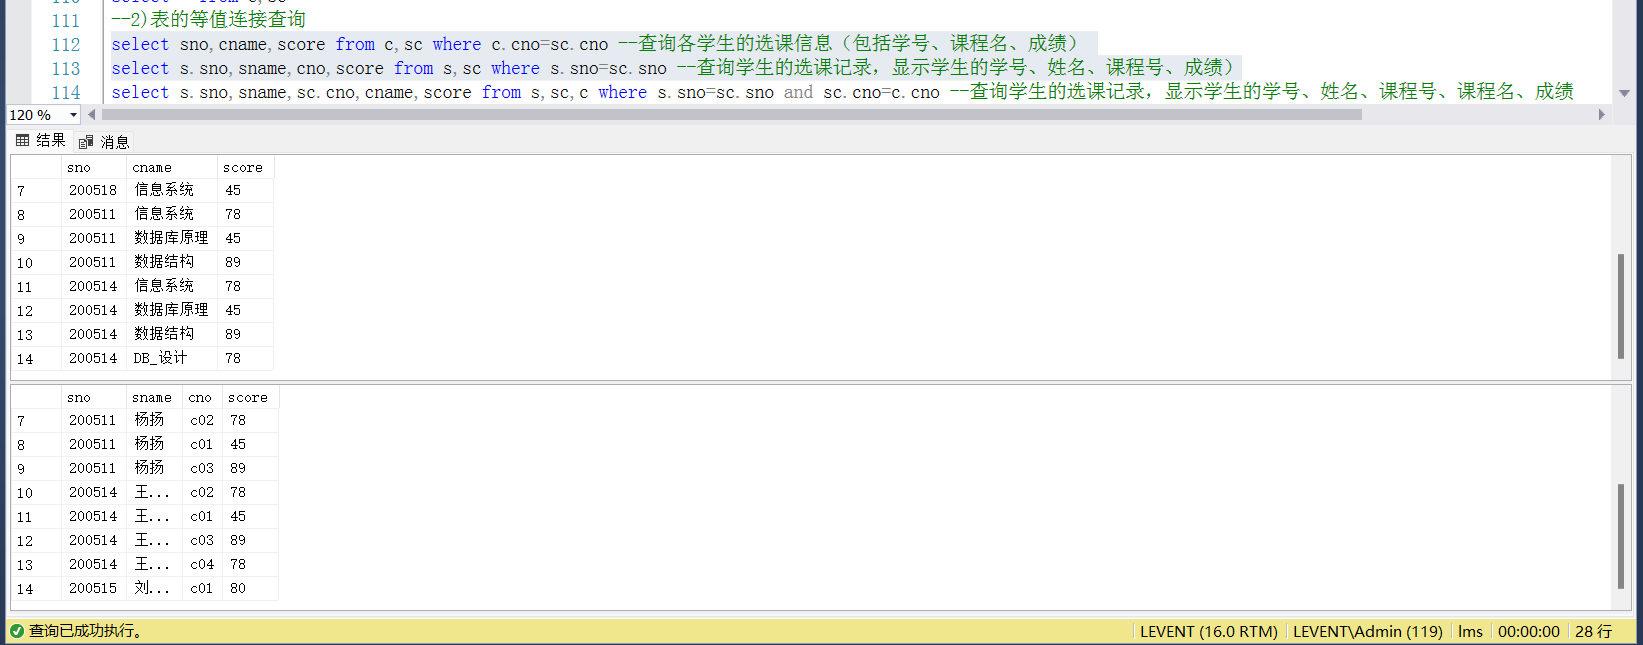 111 --2)表的等值连接查询
112 select sno,cname,score from c,sc where c.cno=sc.cno --查询各学生的选课信息（包括学号、课程名、成绩）
113 select s.sno,sname,cno,score from s,sc where s.sno=sc.sno --查询学生的选课记录，显示学生的学号、姓名、课程号、成绩）
114 select s.sno,sname,sc.cno,cname,score from s,sc,c where s.sno=sc.sno and sc.cno=c.cno --查询学生的选课记录，显示学生的学号、姓名、课程号、课程名、成绩
120 %
结果 消息
sno cname score
7 200518 信息系统 45
8 200511 信息系统 78
9 200511 数据库原理 45
10 200511 数据结构 89
11 200514 信息系统 78
12 200514 数据库原理 45
13 200514 数据结构 89
14 200514 DB_设计 78
sno sname cno score
7 200511 杨扬 c02 78
8 200511 杨扬 c01 45
9 200511 杨扬 c03 89
10 200514 王... c02 78
11 200514 王... c01 45
12 200514 王... c03 89
13 200514 王... c04 78
14 200515 刘... c01 80
查询已成功执行。 LEVENT (16.0 RTM) LEVENT\Admin (119) lms 00:00:00 28 行